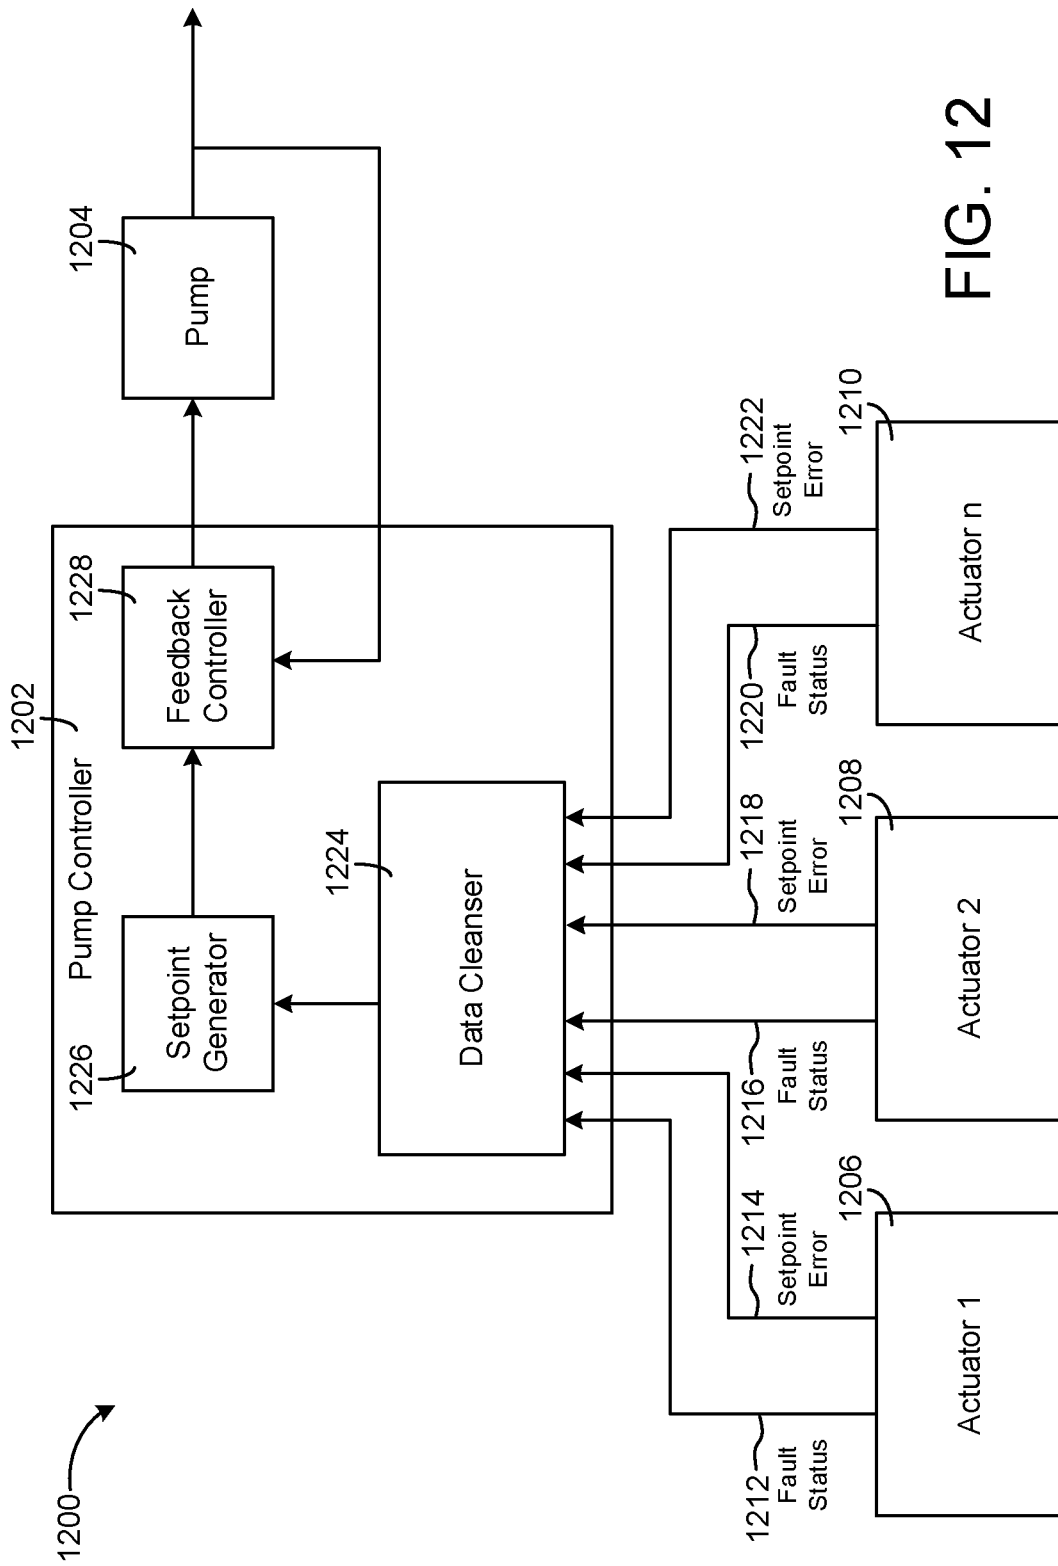 1200
1202
Pump Controller
1226
Setpoint
Generator
1228
Feedback
Controller
1204
Pump
1224
Data Cleanser
1212
Fault
Status
1214
Setpoint
Error
1216
Fault
Status
1218
Setpoint
Error
1220
Fault
Status
1222
Setpoint
Error
1206
Actuator 1
1208
Actuator 2
1210
Actuator n
FIG. 12